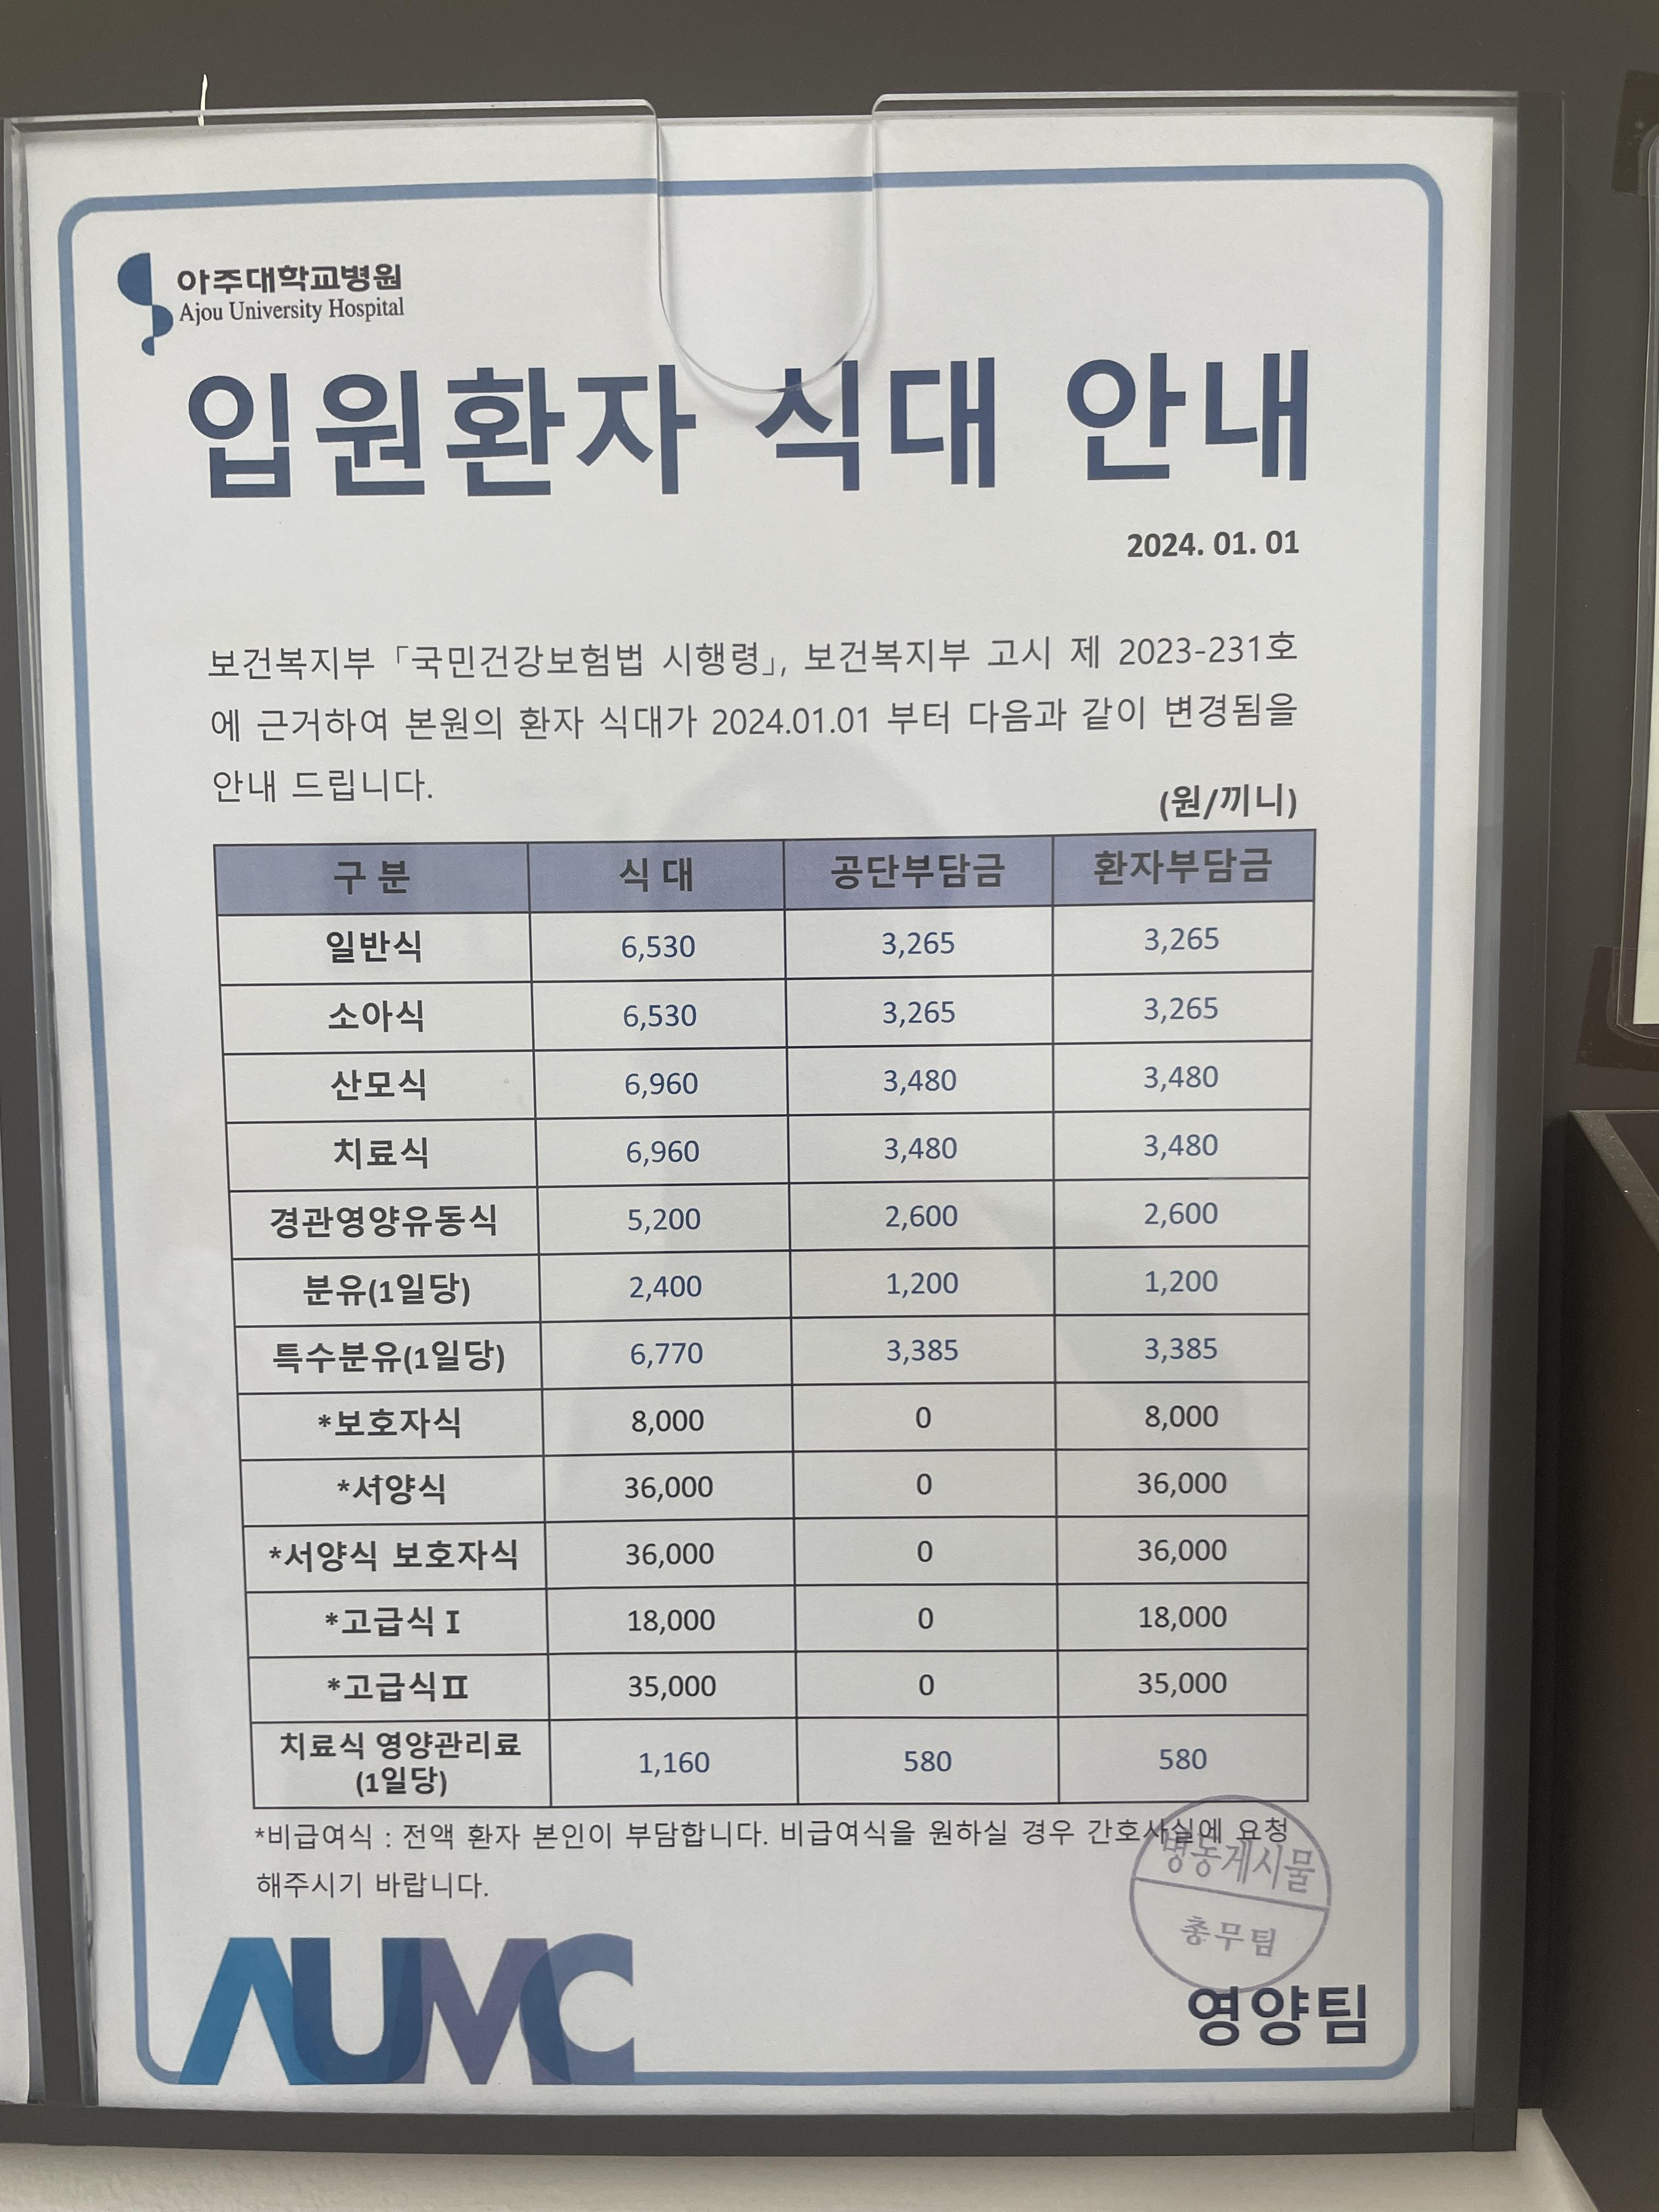 아주대학교병원
Ajou University Hospital
입원환자 식대 안내
2024. 01. 01
보건복지부 「국민건강보험법 시행령」, 보건복지부 고시 제 2023-231호
에 근거하여 본원의 환자 식대가 2024.01.01 부터 다음과 같이 변경됨을
안내 드립니다.
(원/끼니)
구 분 식 대 공단부담금 환자부담금
일반식 6,530 3,265 3,265
소아식 6,530 3,265 3,265
산모식 6,960 3,480 3,480
치료식 6,960 3,480 3,480
경관영양유동식 5,200 2,600 2,600
분유(1일당) 2,400 1,200 1,200
특수분유(1일당) 6,770 3,385 3,385
*보호자식 8,000 0 8,000
*서양식 36,000 0 36,000
*서양식 보호자식 36,000 0 36,000
*고급식 I 18,000 0 18,000
*고급식Ⅱ 35,000 0 35,000
치료식 영양관리료
(1일당) 1,160 580 580
*비급여식 : 전액 환자 본인이 부담합니다. 비급여식을 원하실 경우 간호사실에 요청
해주시기 바랍니다.
병동게시물
총무팀
AUMC
영양팀